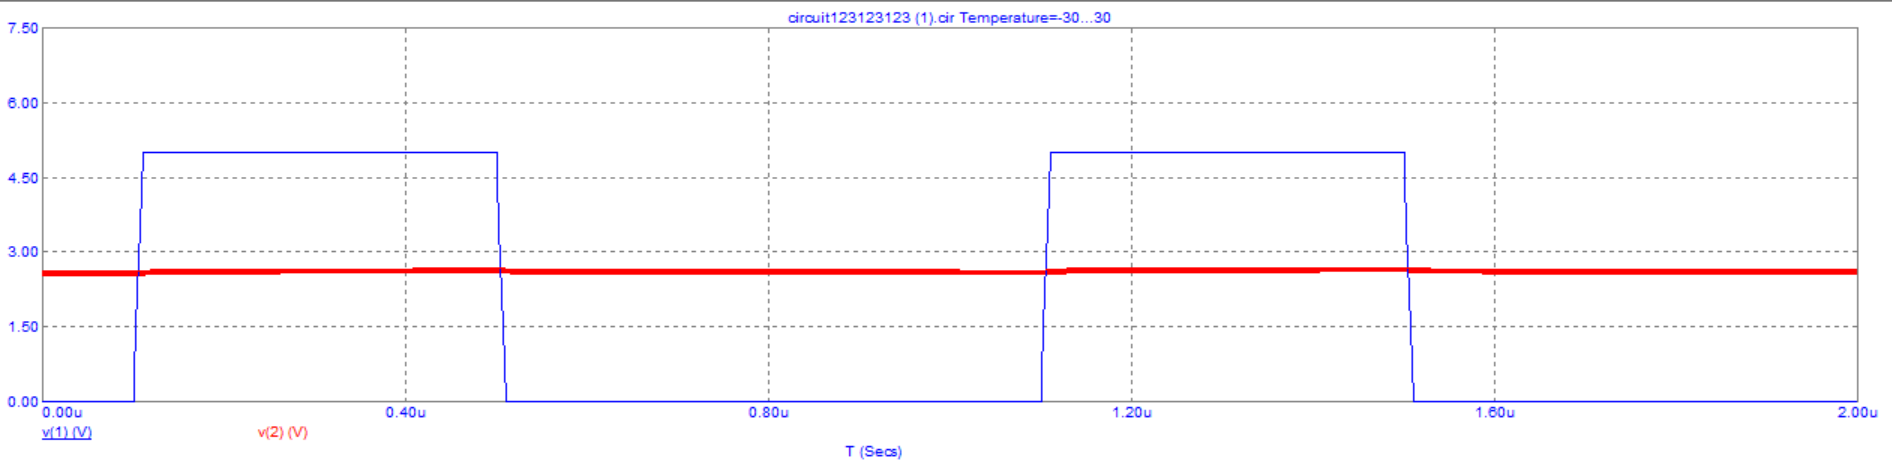 circuit123123123 (1).cir Temperature=-30...30
7.50
6.00
4.50
3.00
1.50
0.00
0.00u 0.40u 0.80u 1.20u 1.60u 2.00u
v(1) (V) v(2) (V)
T (Secs)